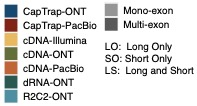 CapTrap-ONT
CapTrap-PacBio
cDNA-Illumina
cDNA-ONT
cDNA-PacBio
dRNA-ONT
R2C2-ONT
Mono-exon
Multi-exon
LO: Long Only
SO: Short Only
LS: Long and Short